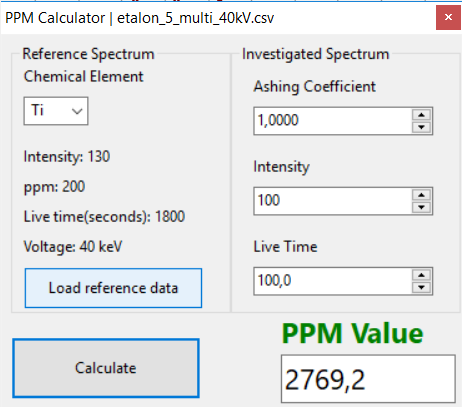 PPM Calculator | etalon_5_multi_40kV.csv
Reference Spectrum
Chemical Element
Ti
Intensity: 130
ppm: 200
Live time(seconds): 1800
Voltage: 40 keV
Load reference data
Investigated Spectrum
Ashing Coefficient
1,0000
Intensity
100
Live Time
100,0
Calculate
PPM Value
2769,2